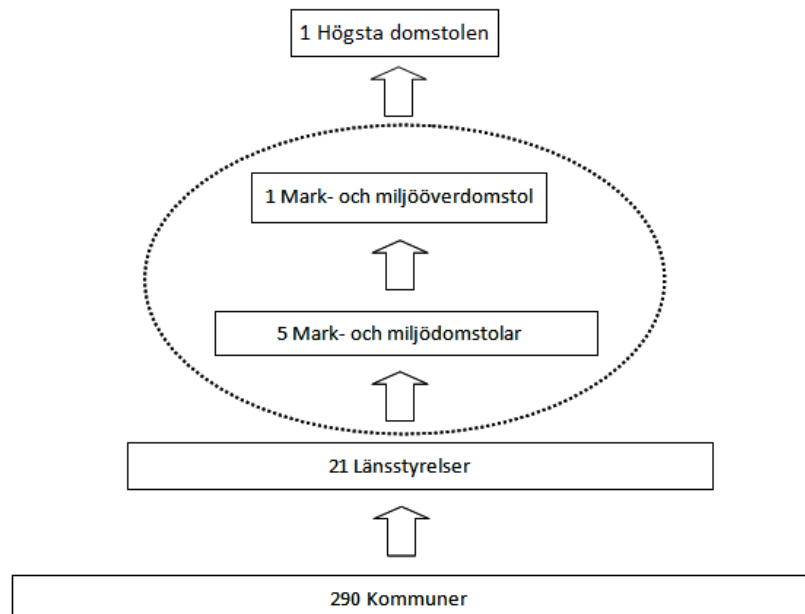 1 Högsta domstolen
1 Mark- och miljööverdomstol
5 Mark- och miljödomstolar
21 Länsstyrelser
290 Kommuner